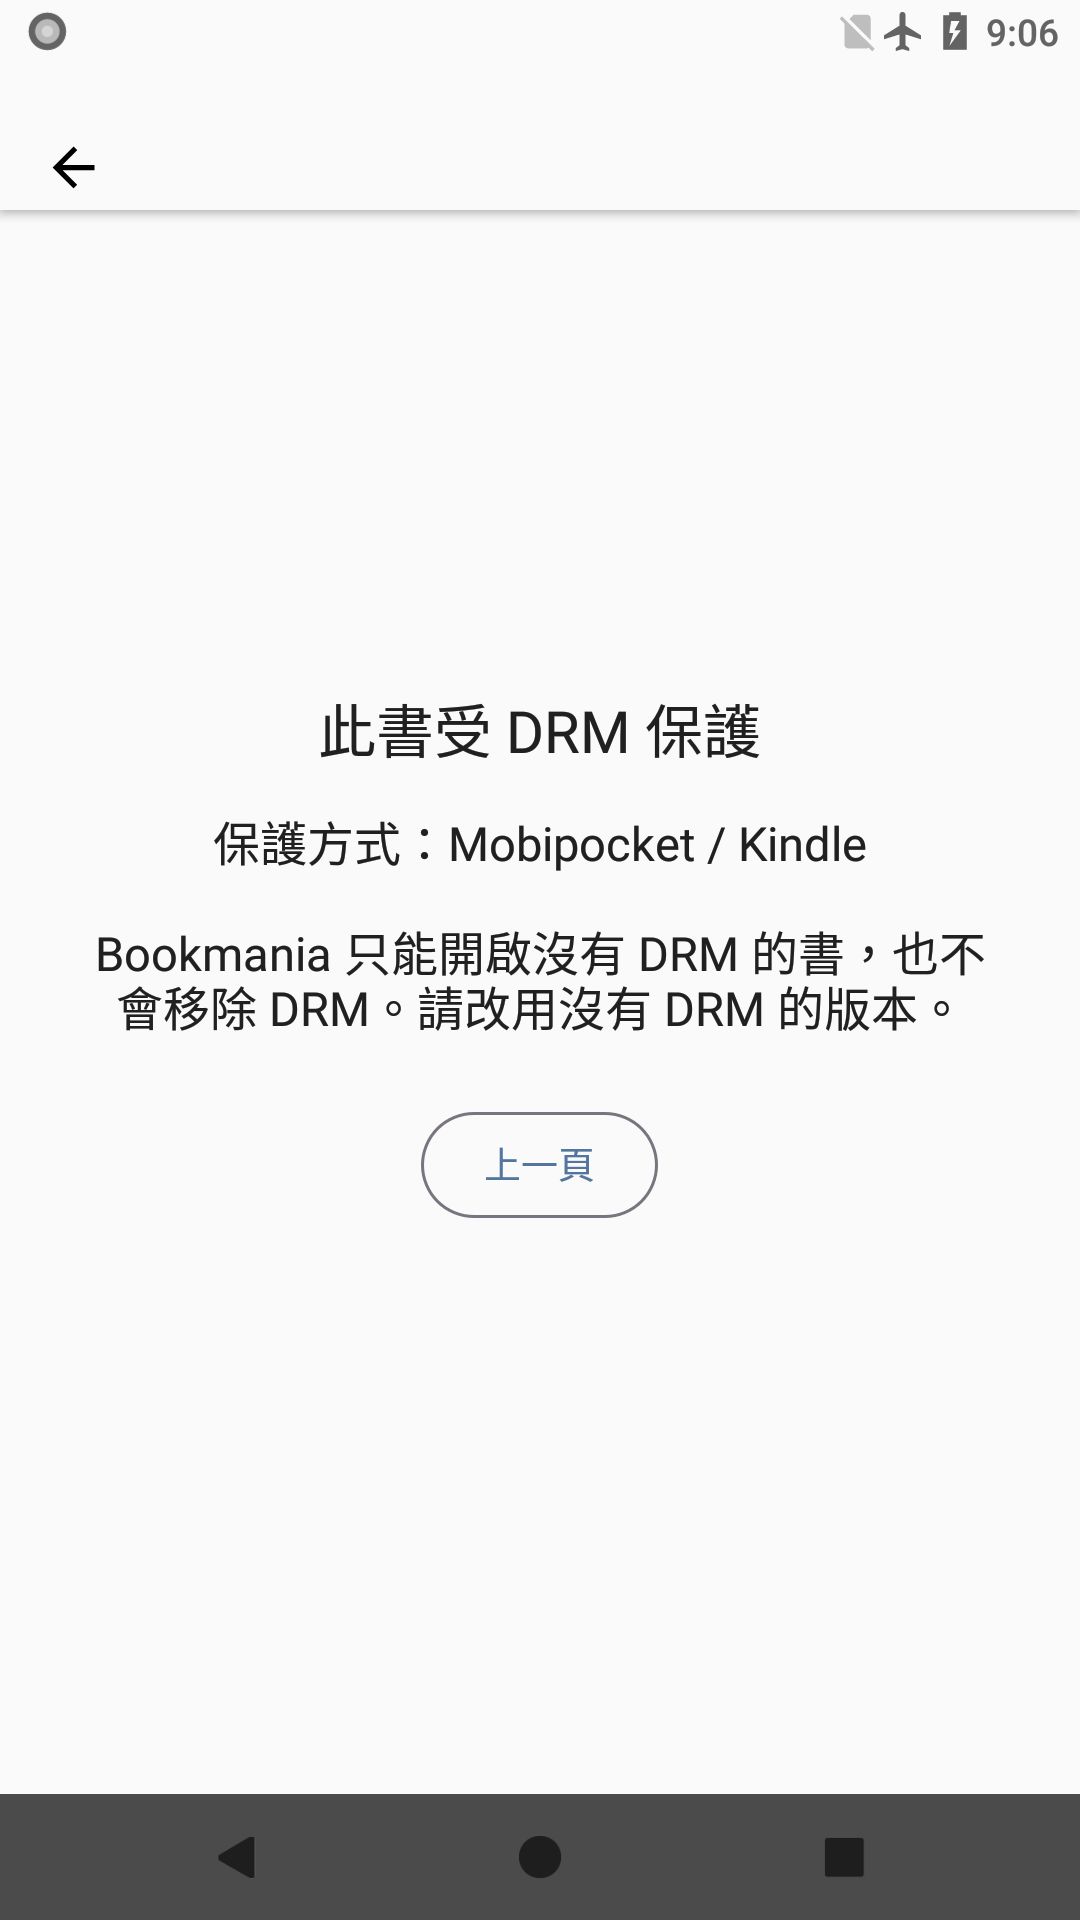 9:06
此書受 DRM 保護
保護方式：Mobipocket / Kindle
Bookmania 只能開啟沒有 DRM 的書，也不
會移除 DRM。請改用沒有 DRM 的版本。
上一頁